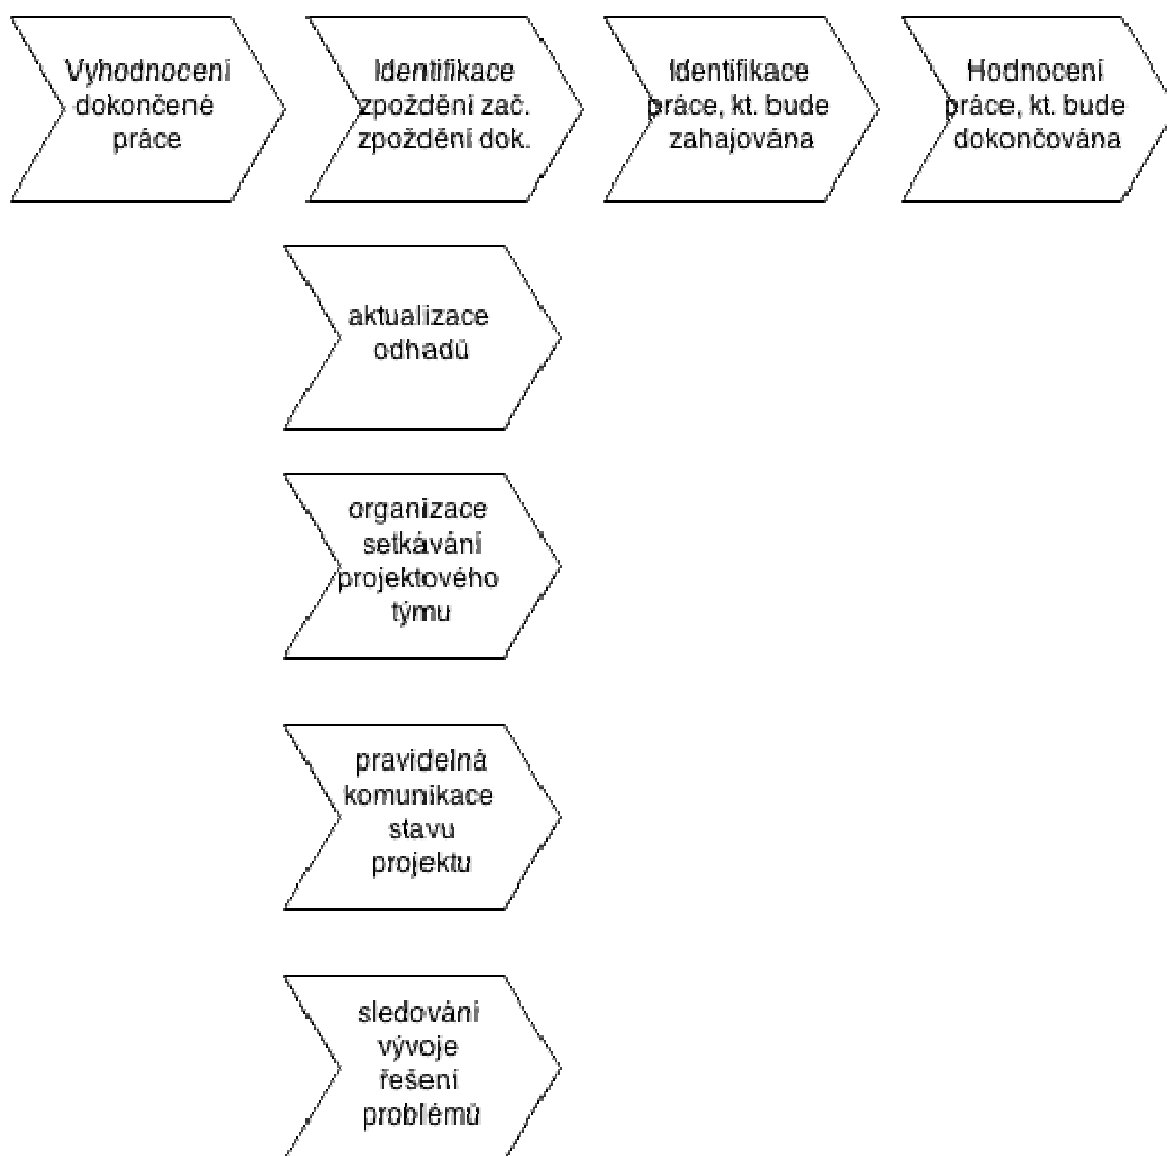 Vyhodnocení
dokončené
práce
Identifikace
zpoždění zač.
zpoždění dok.
Identifikace
práce, kt. bude
zahajována
Hodnocení
práce, kt. bude
dokončována
aktualizace
odhadů
organizace
setkávání
projektového
týmu
pravidelná
komunikace
stavu
projektu
sledování
vývoje
řešení
problémů